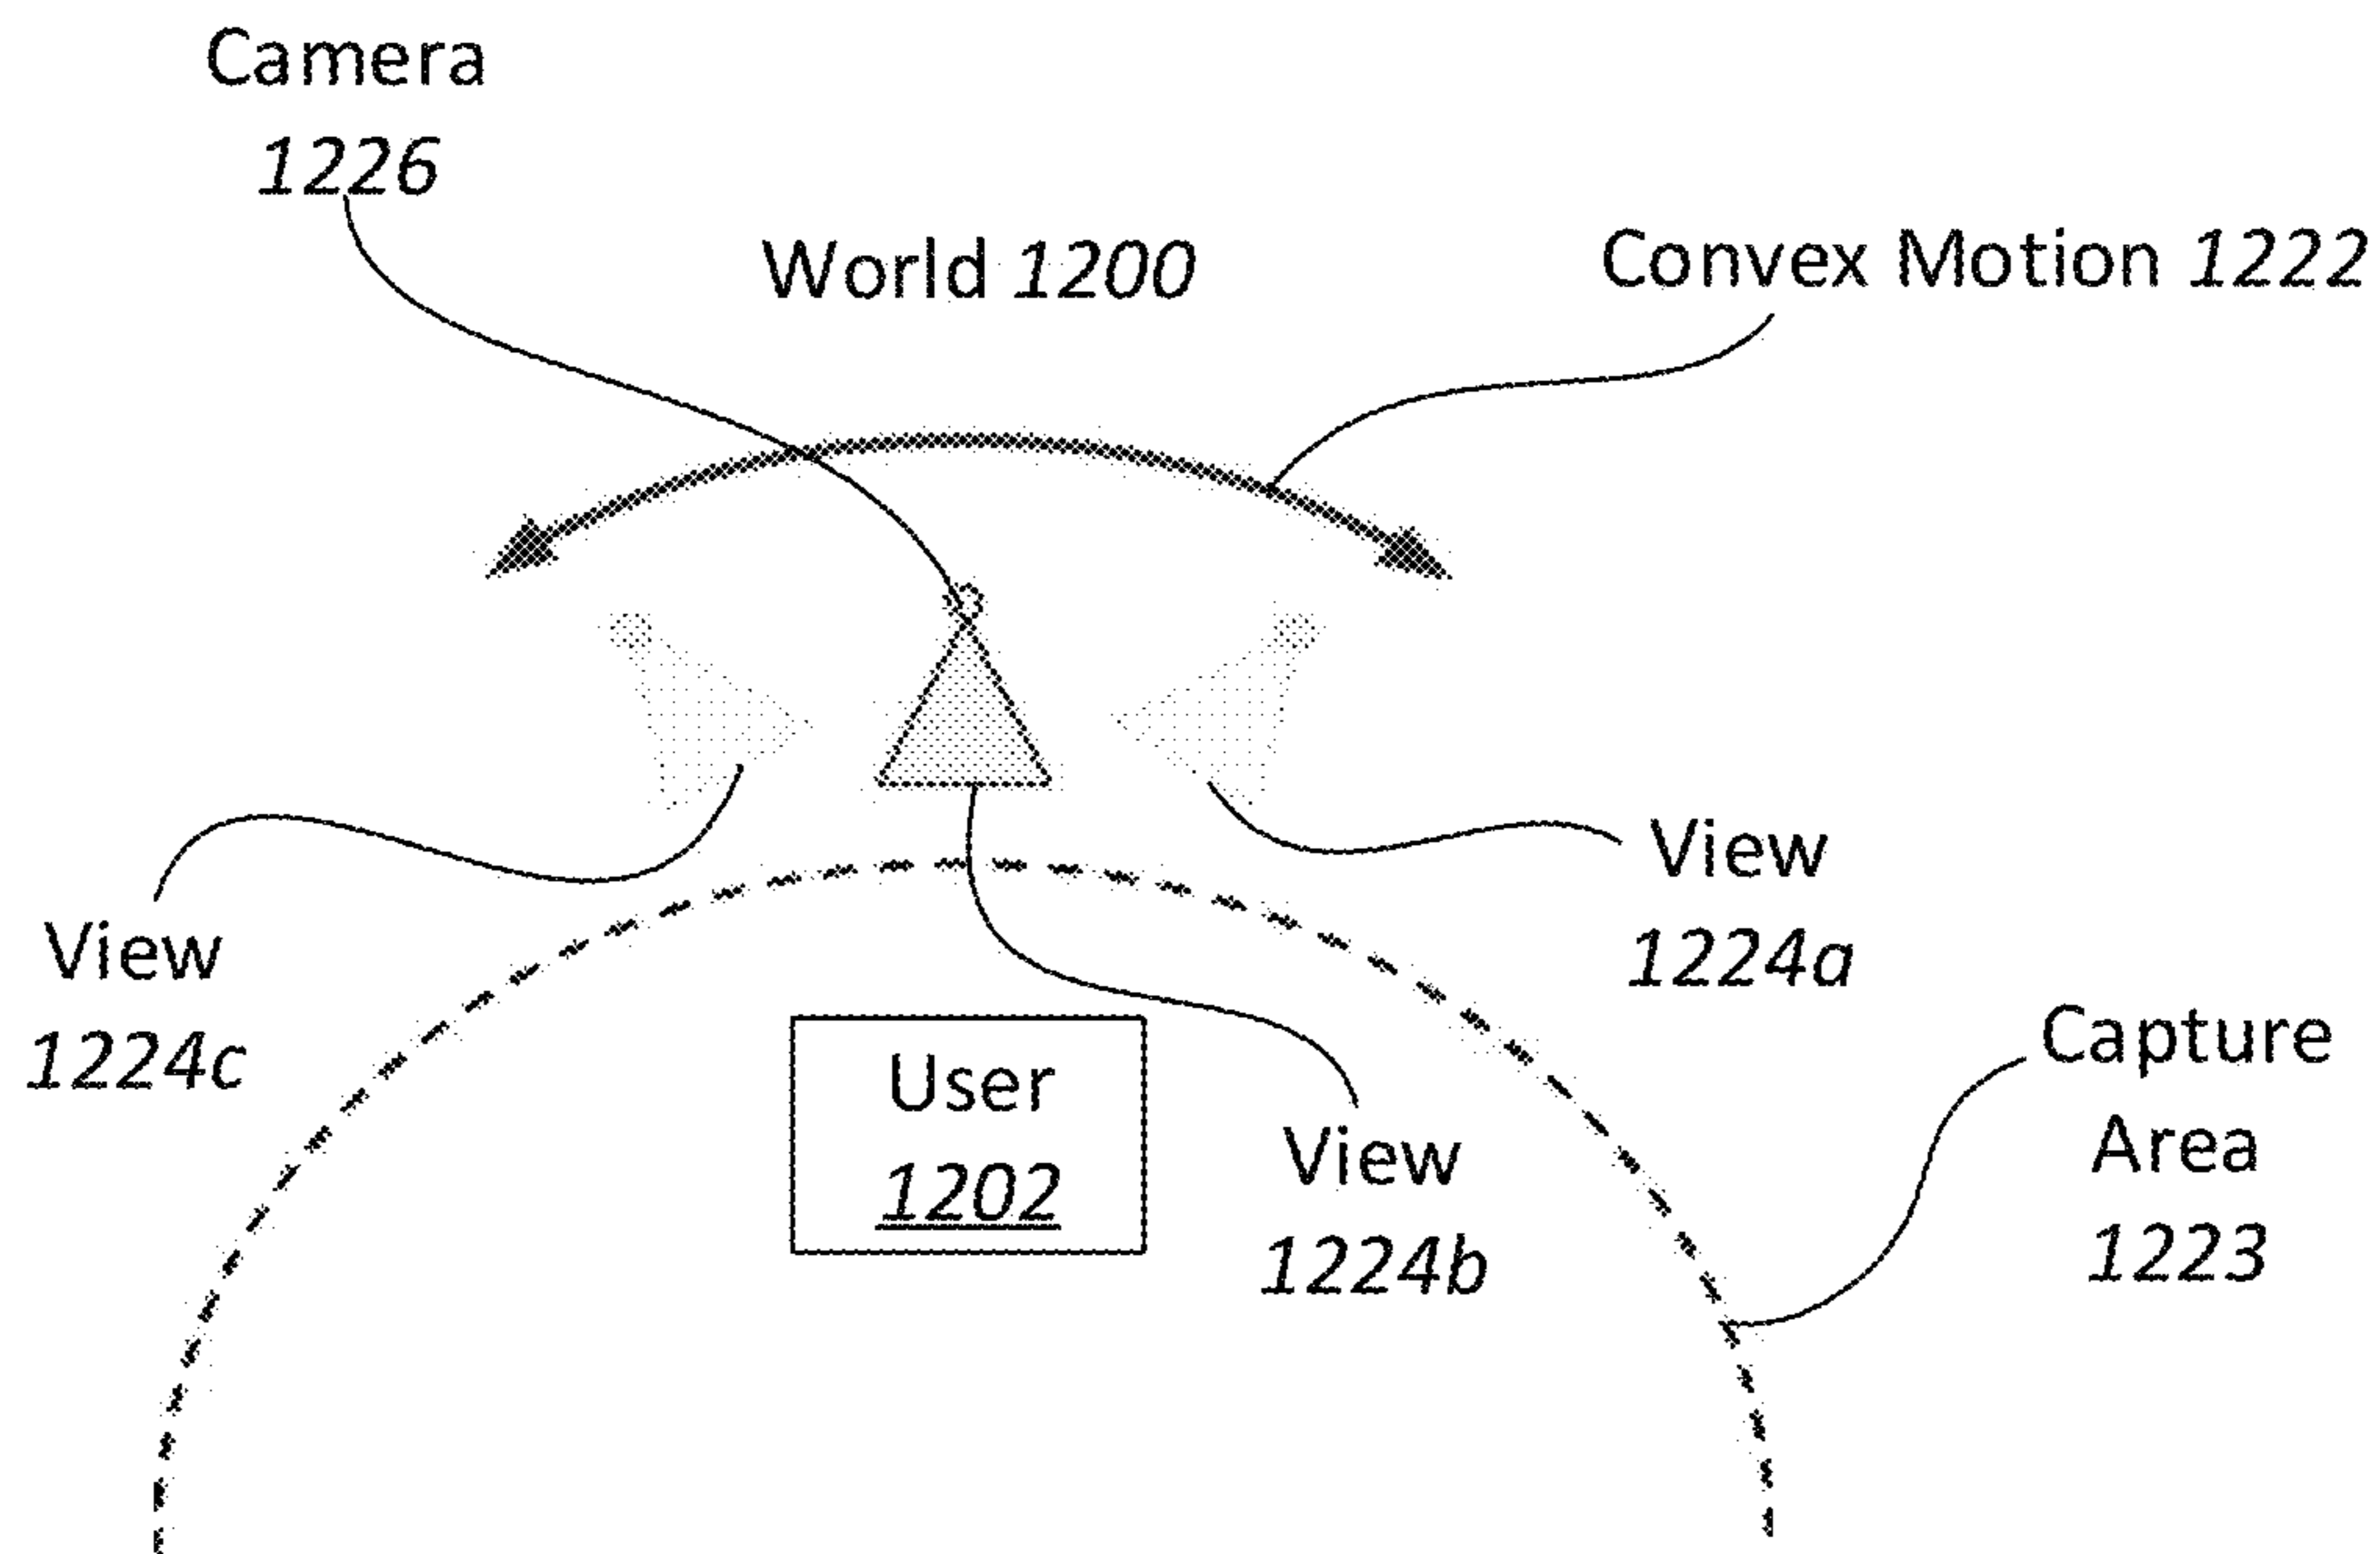 Camera
1226
World 1200
Convex Motion 1222
View
1224a
View
1224c
Capture
Area
1223
User
1202
View
1224b